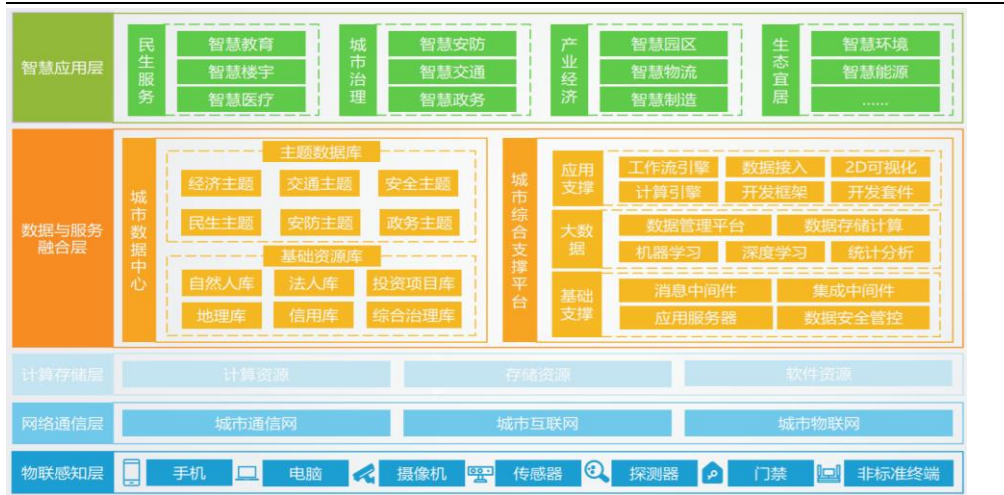 智慧应用层
民生服务
智慧教育
智慧楼宇
智慧医疗
城市治理
智慧安防
智慧交通
智慧政务
产业经济
智慧园区
智慧物流
智慧制造
生态宜居
智慧环境
智慧能源
......
数据与服务
融合层
城市数据中心
主题数据库
经济主题 交通主题 安全主题
民生主题 安防主题 政务主题
基础资源库
自然人库 法人库 投资项目库
地理库 信用库 综合治理库
城市综合支撑平台
应用
支撑
工作流引擎 数据接入 2D可视化
计算引擎 开发框架 开发套件
大数
据
数据管理平台 数据存储计算
机器学习 深度学习 统计分析
基础
支撑
消息中间件 集成中间件
应用服务器 数据安全管控
计算存储层 计算资源 存储资源 软件资源
网络通信层 城市通信网 城市互联网 城市物联网
物联感知层 手机 电脑 摄像机 传感器 探测器 门禁 非标准终端